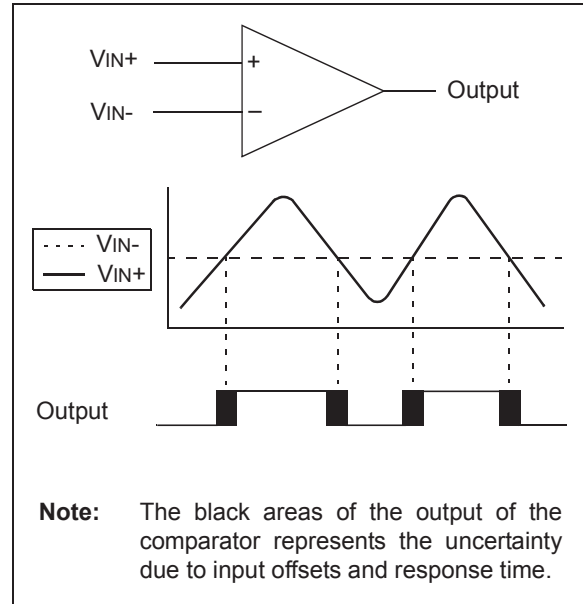 VIN+
+
Output
VIN-
–
VIN-
VIN+
Output
Note: The black areas of the output of the
comparator represents the uncertainty
due to input offsets and response time.